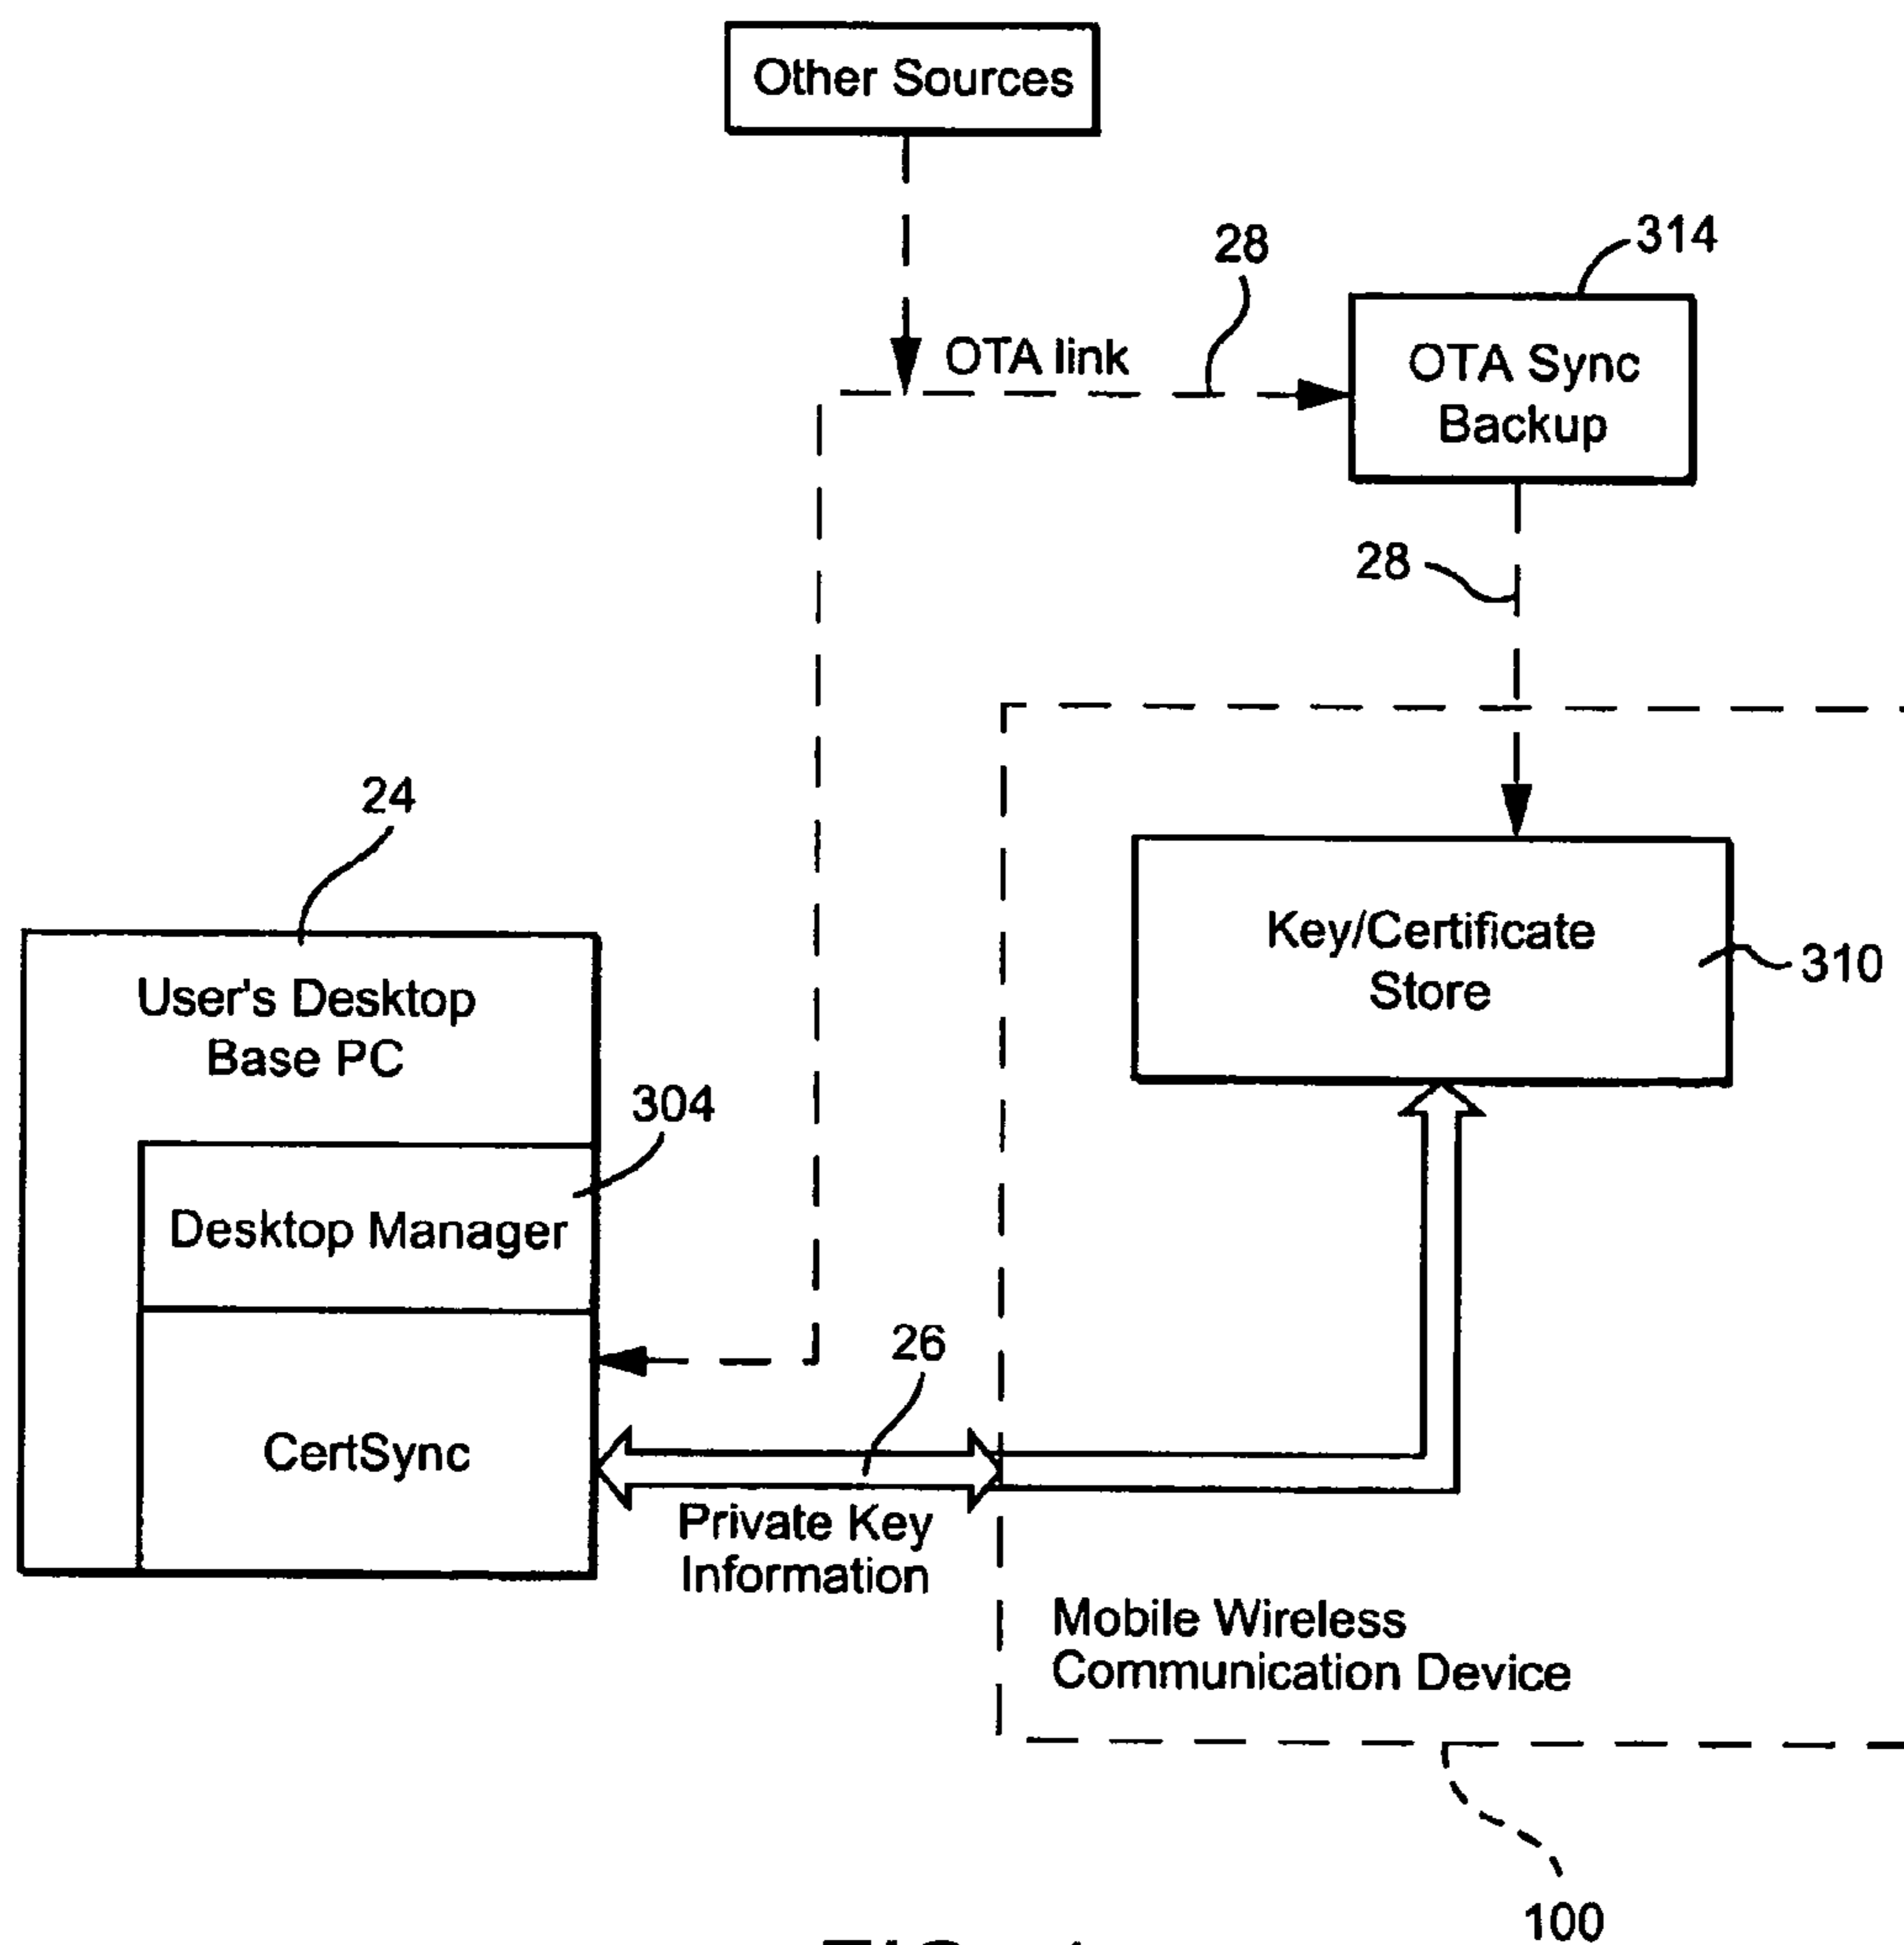 Other Sources
28
314
OTA link
OTA Sync
Backup
28
24
Key/Certificate
Store
310
User's Desktop
Base PC
304
Desktop Manager
26
CertSync
Private Key
Information
Mobile Wireless
Communication Device
100